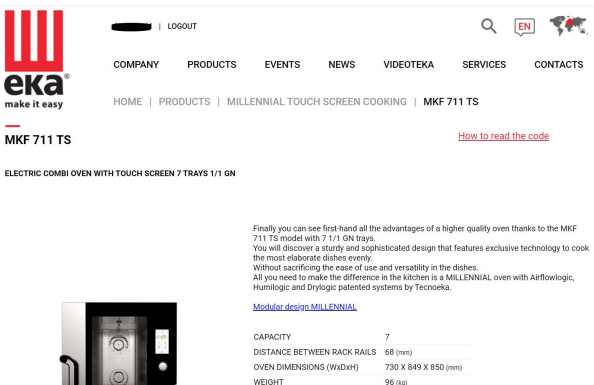 | LOGOUT
EN
eka®
make it easy
COMPANY PRODUCTS EVENTS NEWS VIDEOTEKA SERVICES CONTACTS
HOME | PRODUCTS | MILLENNIAL TOUCH SCREEN COOKING | MKF 711 TS
MKF 711 TS
How to read the code
ELECTRIC COMBI OVEN WITH TOUCH SCREEN 7 TRAYS 1/1 GN
Finally you can see first-hand all the advantages of a higher quality oven thanks to the MKF
711 TS model with 7 1/1 GN trays.
You will discover a sturdy and sophisticated design that features exclusive technology to cook
the most elaborate dishes evenly.
Without sacrificing the ease of use and versatility in the dishes.
All you need to make the difference in the kitchen is a MILLENNIAL oven with Airflowlogic,
Humilogic and Drylogic patented systems by Tecnoeka.
Modular design MILLENNIAL
CAPACITY 7
DISTANCE BETWEEN RACK RAILS 68 (mm)
OVEN DIMENSIONS (WxDxH) 730 X 849 X 850 (mm)
WEIGHT 96 (kg)